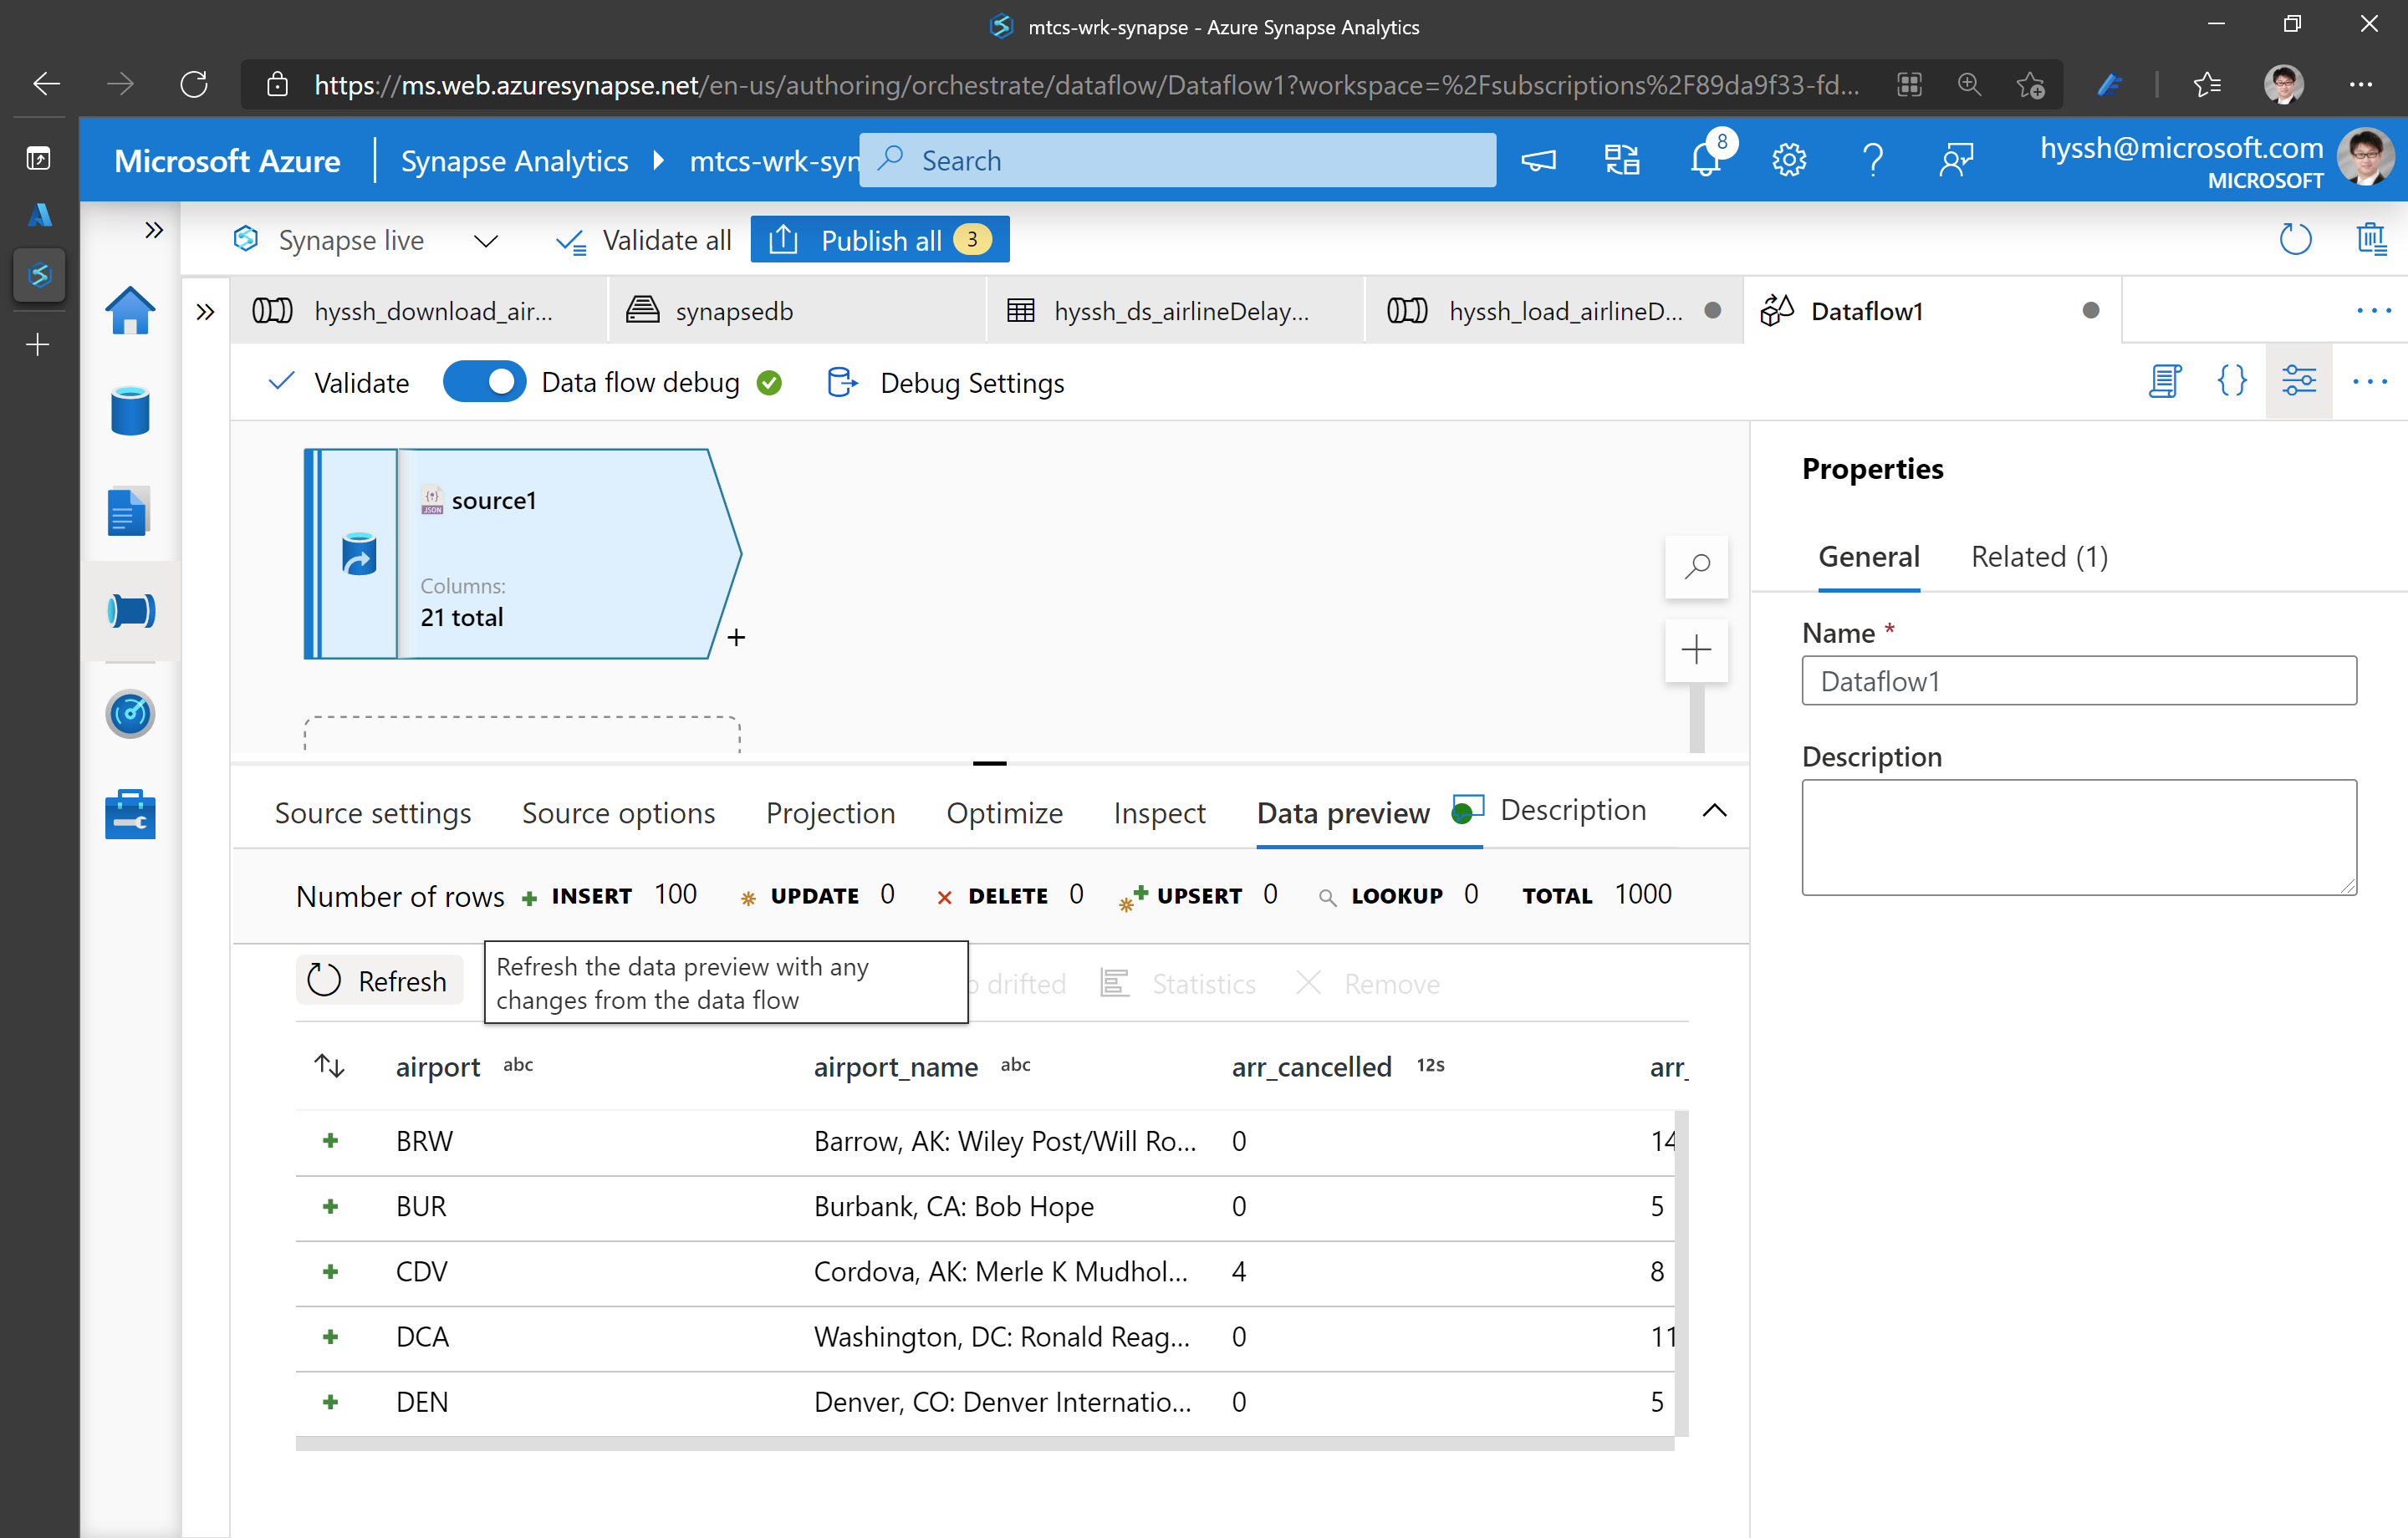 mtcs-wrk-synapse - Azure Synapse Analytics
https://ms.web.azuresynapse.net/en-us/authoring/orchestrate/dataflow/Dataflow1?workspace=%2Fsubscriptions%2F89da9f33-fd...
Microsoft Azure
Synapse Analytics
mtcs-wrk-syn
Search
8
hyssh@microsoft.com
MICROSOFT
Synapse live
Validate all
Publish all
3
hyssh_download_air...
synapsedb
hyssh_ds_airlineDelay...
hyssh_load_airlineD...
Dataflow1
Validate
Data flow debug
Debug Settings
{}
JSON
source1
Columns:
21 total
Properties
General
Related (1)
Name *
Dataflow1
Description
Source settings
Source options
Projection
Optimize
Inspect
Data preview
Description
Number of rows
INSERT 100
UPDATE 0
DELETE 0
UPSERT 0
LOOKUP 0
TOTAL 1000
Refresh
Refresh the data preview with any
changes from the data flow
drifted
Statistics
Remove
airport abc
airport_name abc
arr_cancelled 12s
arr_
BRW Barrow, AK: Wiley Post/Will Ro... 0 14
BUR Burbank, CA: Bob Hope 0 5
CDV Cordova, AK: Merle K Mudhol... 4 8
DCA Washington, DC: Ronald Reag... 0 11
DEN Denver, CO: Denver Internatio... 0 5